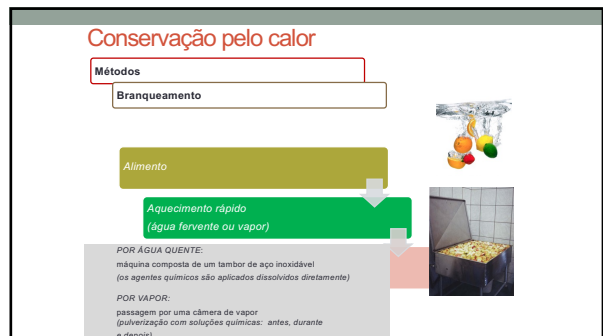 Conservação pelo calor
Métodos
Branqueamento
Alimento
Aquecimento rápido
(água fervente ou vapor)
POR ÁGUA QUENTE:
máquina composta de um tambor de aço inoxidável
(os agentes químicos são aplicados dissolvidos diretamente)
POR VAPOR:
passagem por uma câmera de vapor
(pulverização com soluções químicas: antes, durante
e depois)